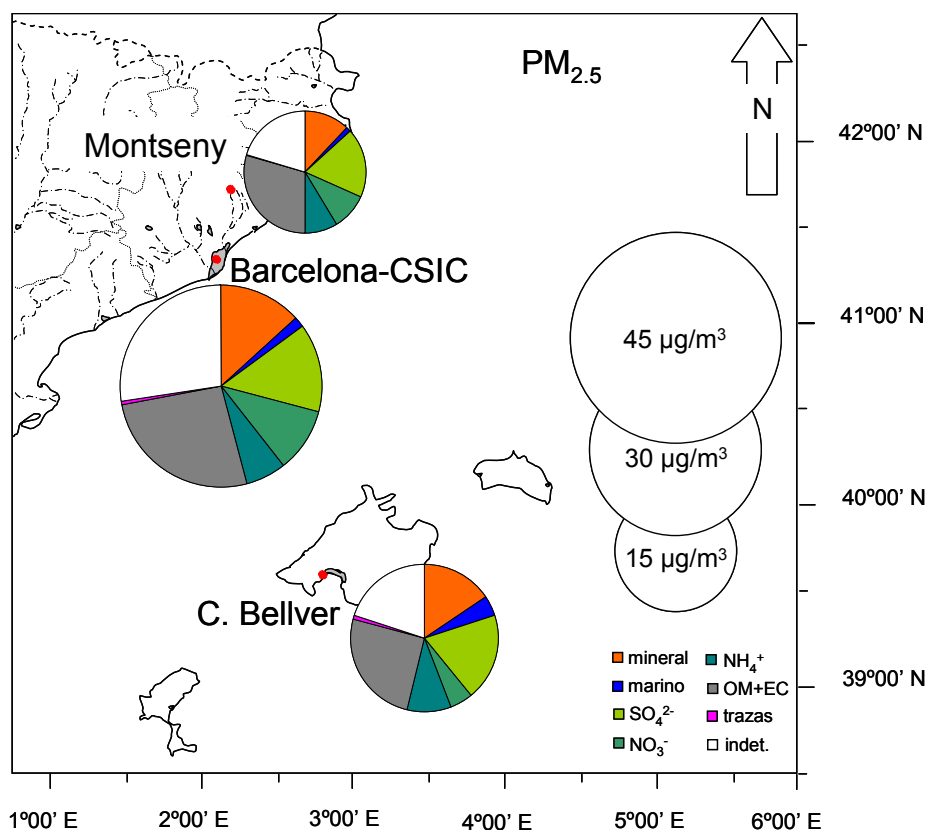 PM2.5
N
Montseny
42º00' N
Barcelona-CSIC
41º00' N
45 µg/m³
30 µg/m³
40º00' N
15 µg/m³
C. Bellver
mineral
marino
SO₄²⁻
NO₃⁻
NH₄⁺
OM+EC
trazas
indet.
39º00' N
1º00' E 2º00' E 3º00' E 4º00' E 5º00' E 6º00' E